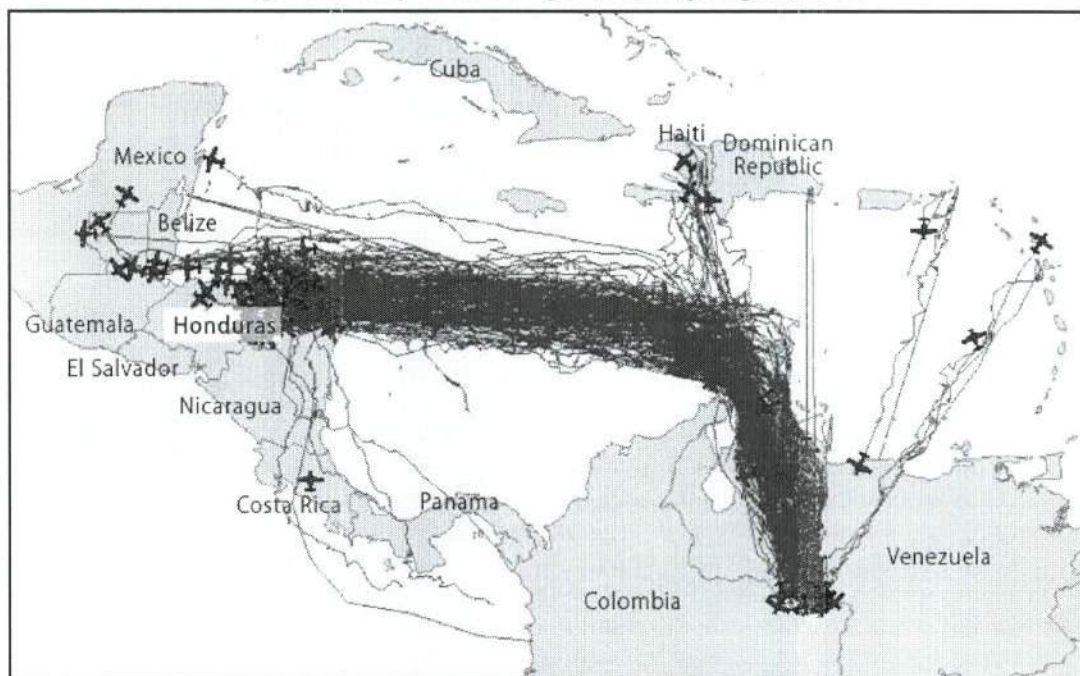 Cuba
Haiti
Dominican
Republic
Mexico
Belize
Guatemala
Honduras
El Salvador
Nicaragua
Costa Rica
Panama
Colombia
Venezuela